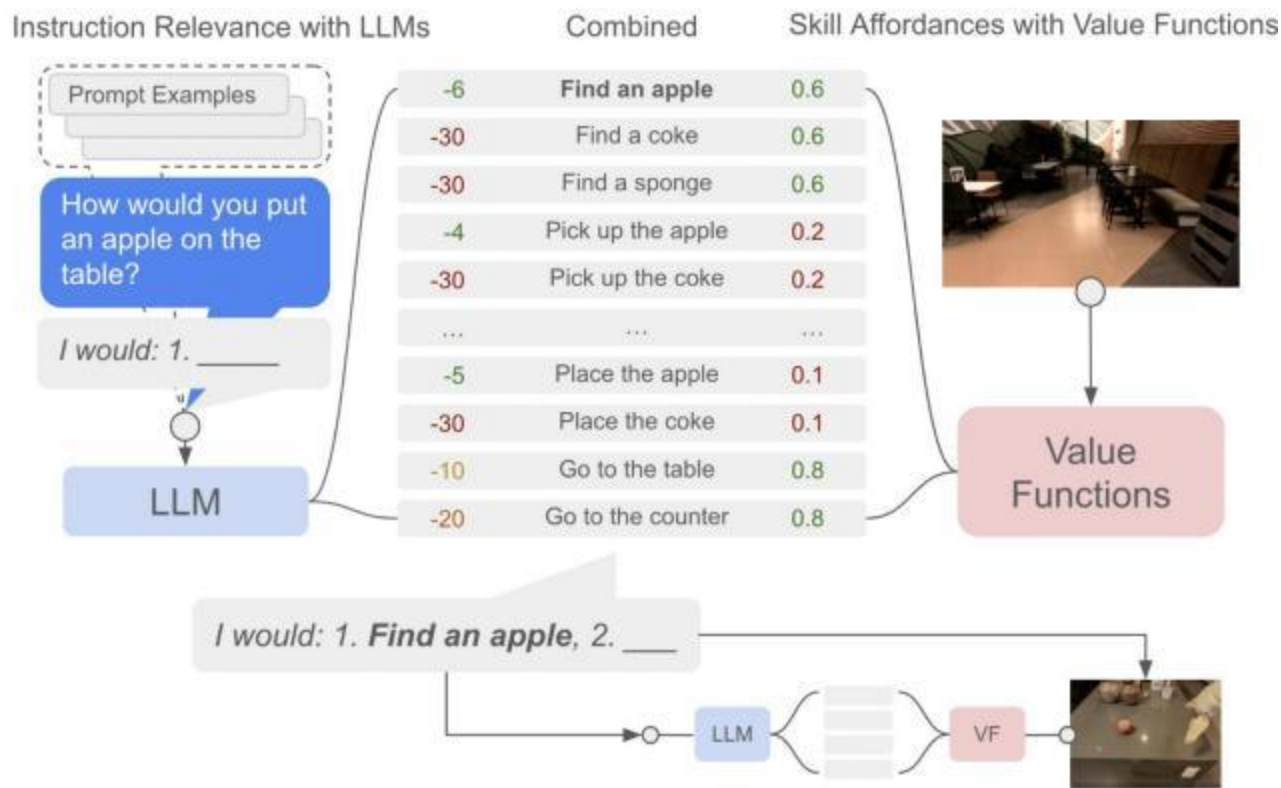 Instruction Relevance with LLMs
Combined
Skill Affordances with Value Functions
Prompt Examples
How would you put
an apple on the
table?
I would: 1. _____
LLM
-6 Find an apple 0.6
-30 Find a coke 0.6
-30 Find a sponge 0.6
-4 Pick up the apple 0.2
-30 Pick up the coke 0.2
... ... ...
-5 Place the apple 0.1
-30 Place the coke 0.1
-10 Go to the table 0.8
-20 Go to the counter 0.8
Value
Functions
I would: 1. Find an apple, 2. ___
LLM
VF